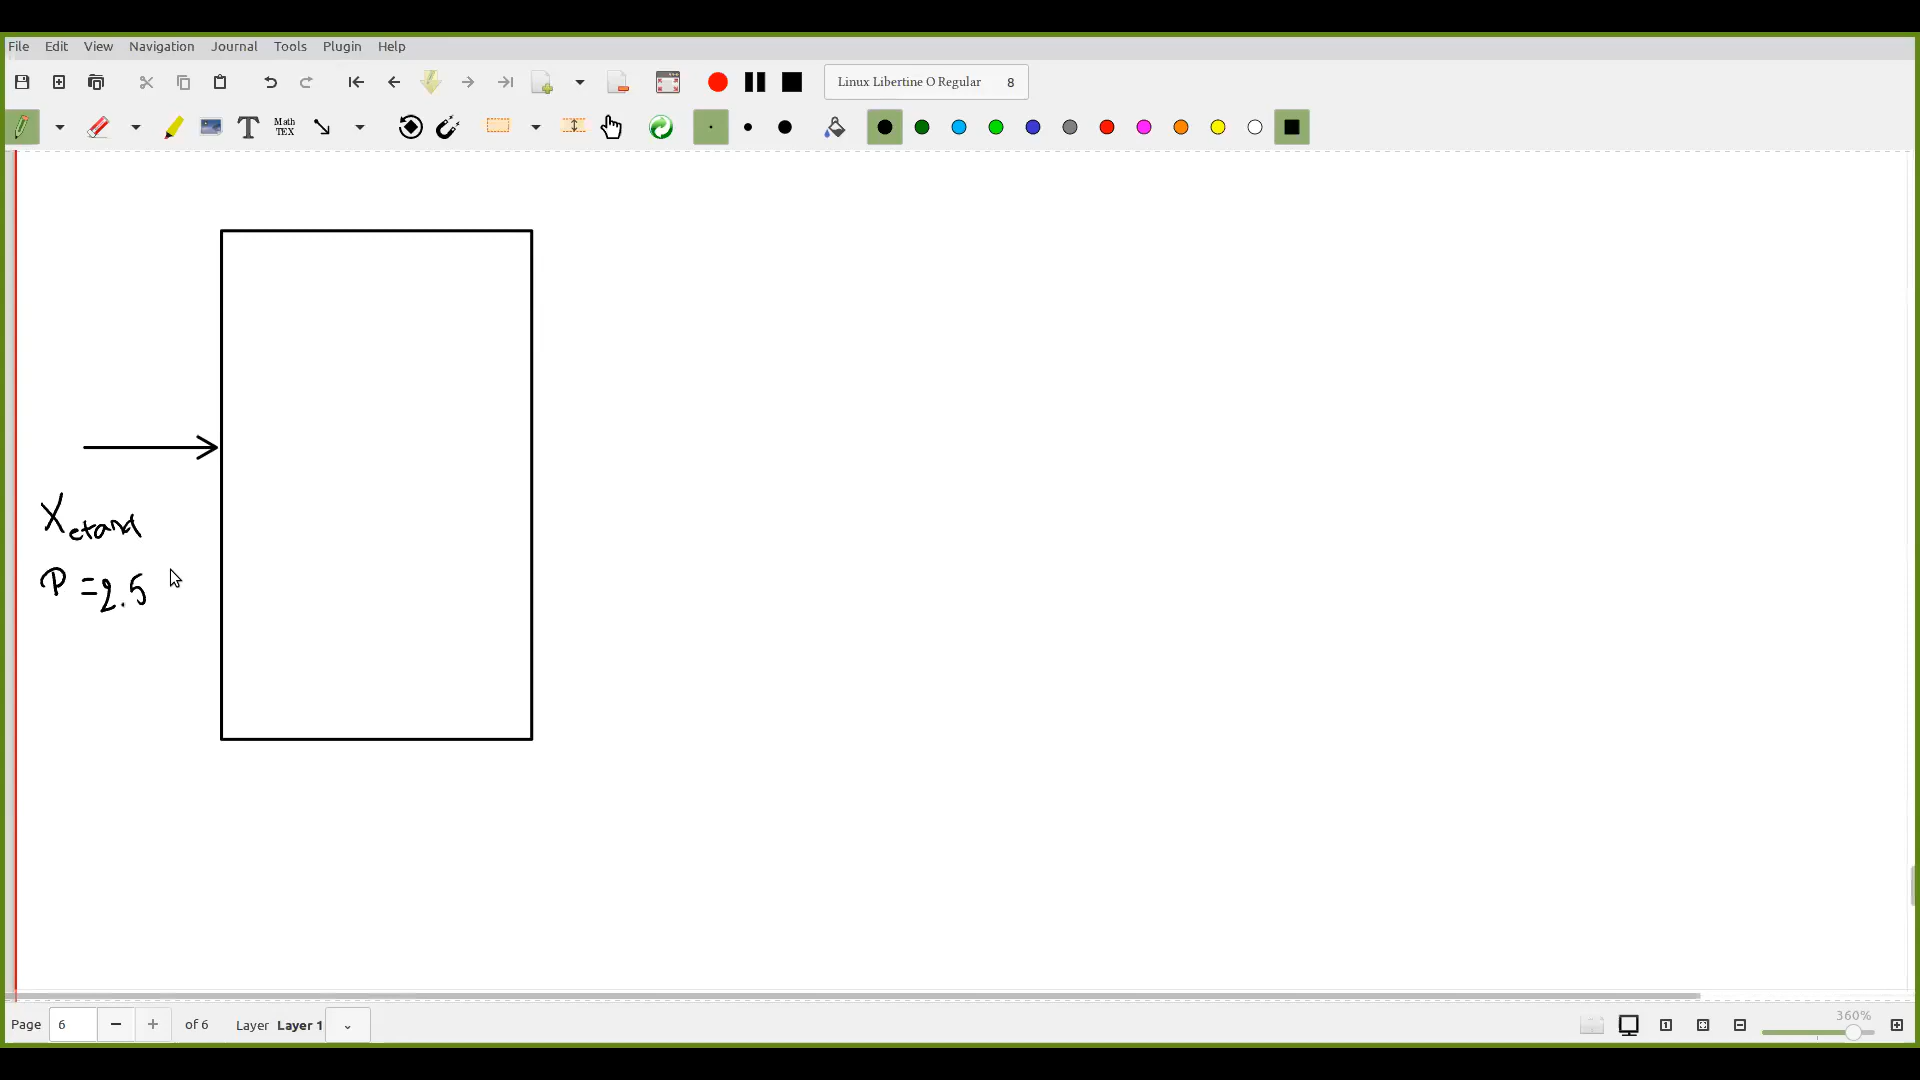 File Edit View Navigation Journal Tools Plugin Help
Linux Libertine O Regular 8
Math
TEX
X etanol
P = 2.5
Page 6 of 6 Layer Layer 1
360%